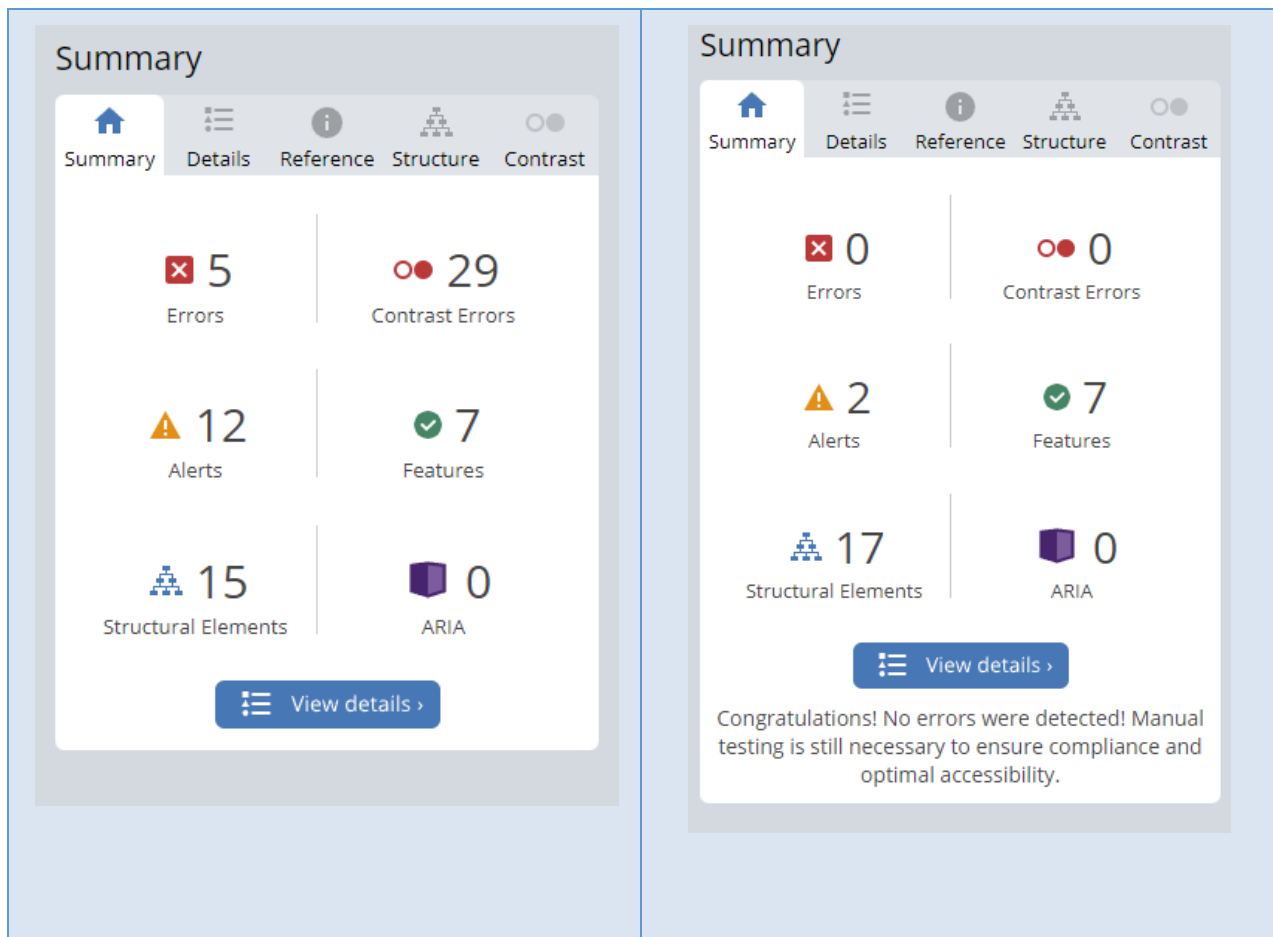 Summary
Summary Details Reference Structure Contrast
5 29
Errors Contrast Errors
12 7
Alerts Features
15 0
Structural Elements ARIA
View details ›
Summary
Summary Details Reference Structure Contrast
0 0
Errors Contrast Errors
2 7
Alerts Features
17 0
Structural Elements ARIA
View details ›
Congratulations! No errors were detected! Manual
testing is still necessary to ensure compliance and
optimal accessibility.